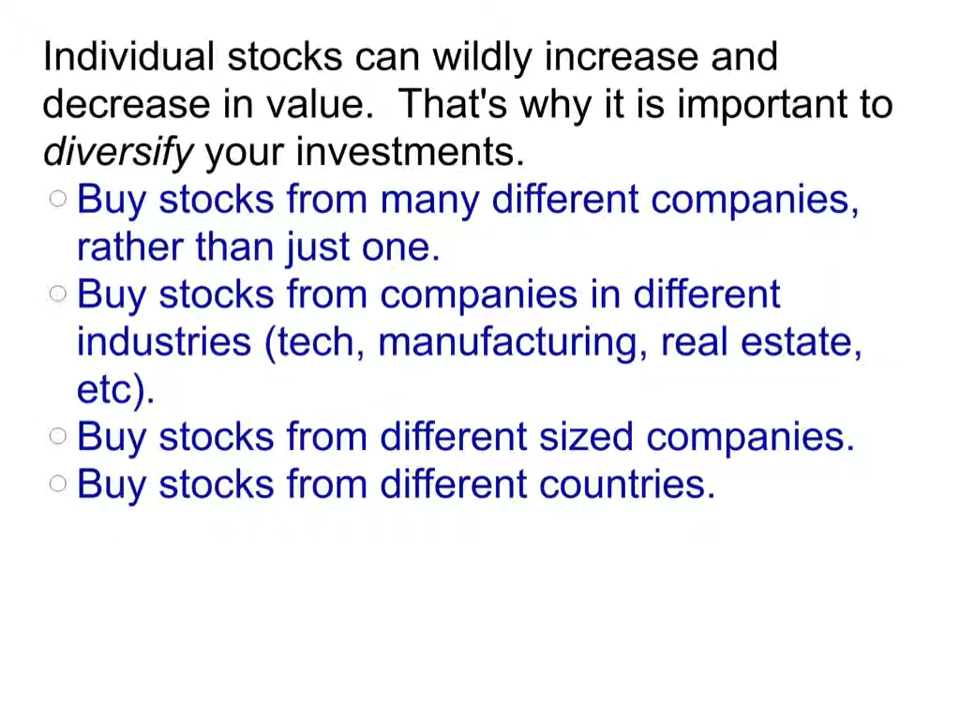 Individual stocks can wildly increase and
decrease in value.  That's why it is important to
diversify your investments.
Buy stocks from many different companies,
rather than just one.
Buy stocks from companies in different
industries (tech, manufacturing, real estate,
etc).
Buy stocks from different sized companies.
Buy stocks from different countries.